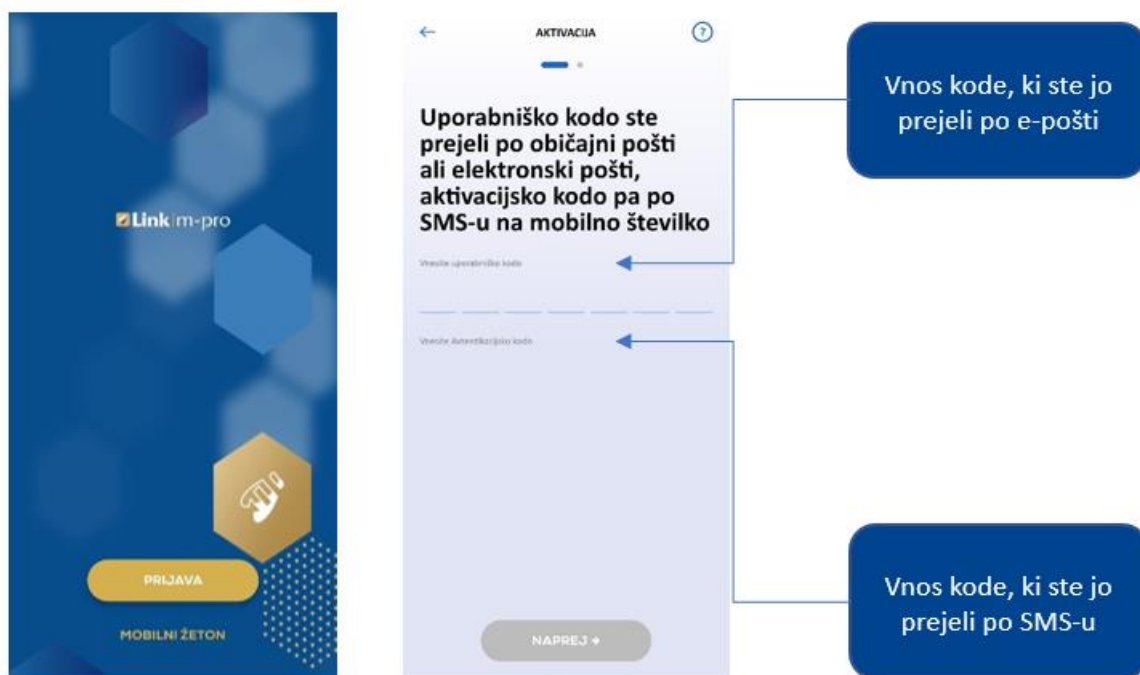 Link m-pro
PRIJAVA
MOBILNI ŽETON
AKTIVACIJA
?
Uporabniško kodo ste
prejeli po običajni pošti
ali elektronski pošti,
aktivacijsko kodo pa po
SMS-u na mobilno številko
Vnesite uporabniško kodo
Vnesite Avtentikacijsko kodo
NAPREJ →
Vnos kode, ki ste jo
prejeli po e-pošti
Vnos kode, ki ste jo
prejeli po SMS-u